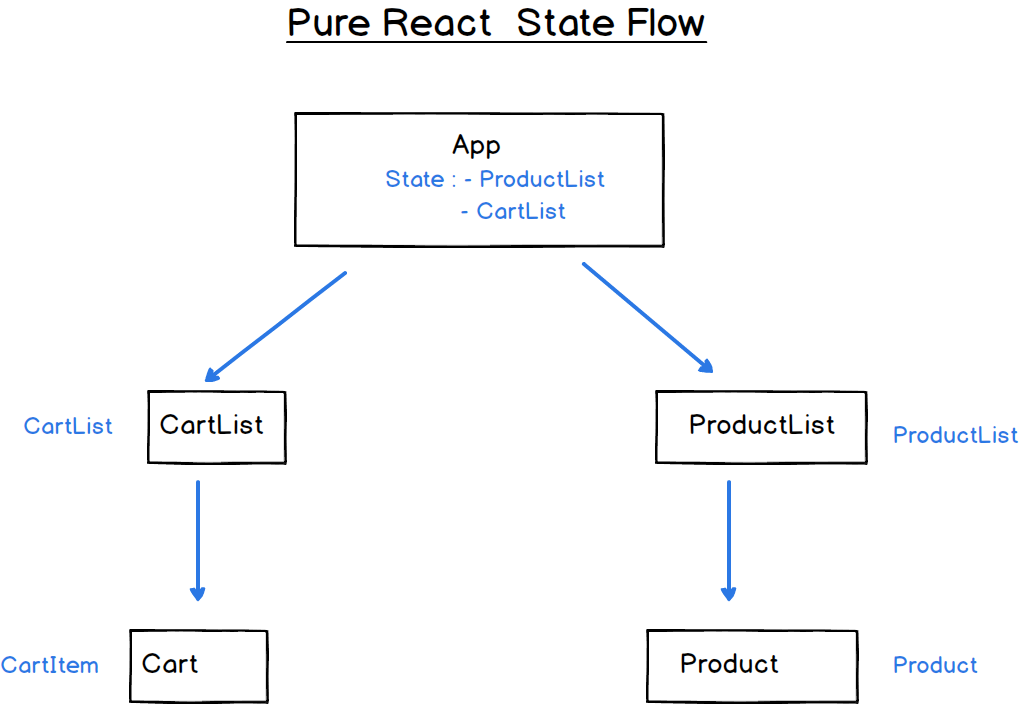 Pure React State Flow
App
State : - ProductList
- CartList
CartList
CartList
ProductList
ProductList
CartItem
Cart
Product
Product